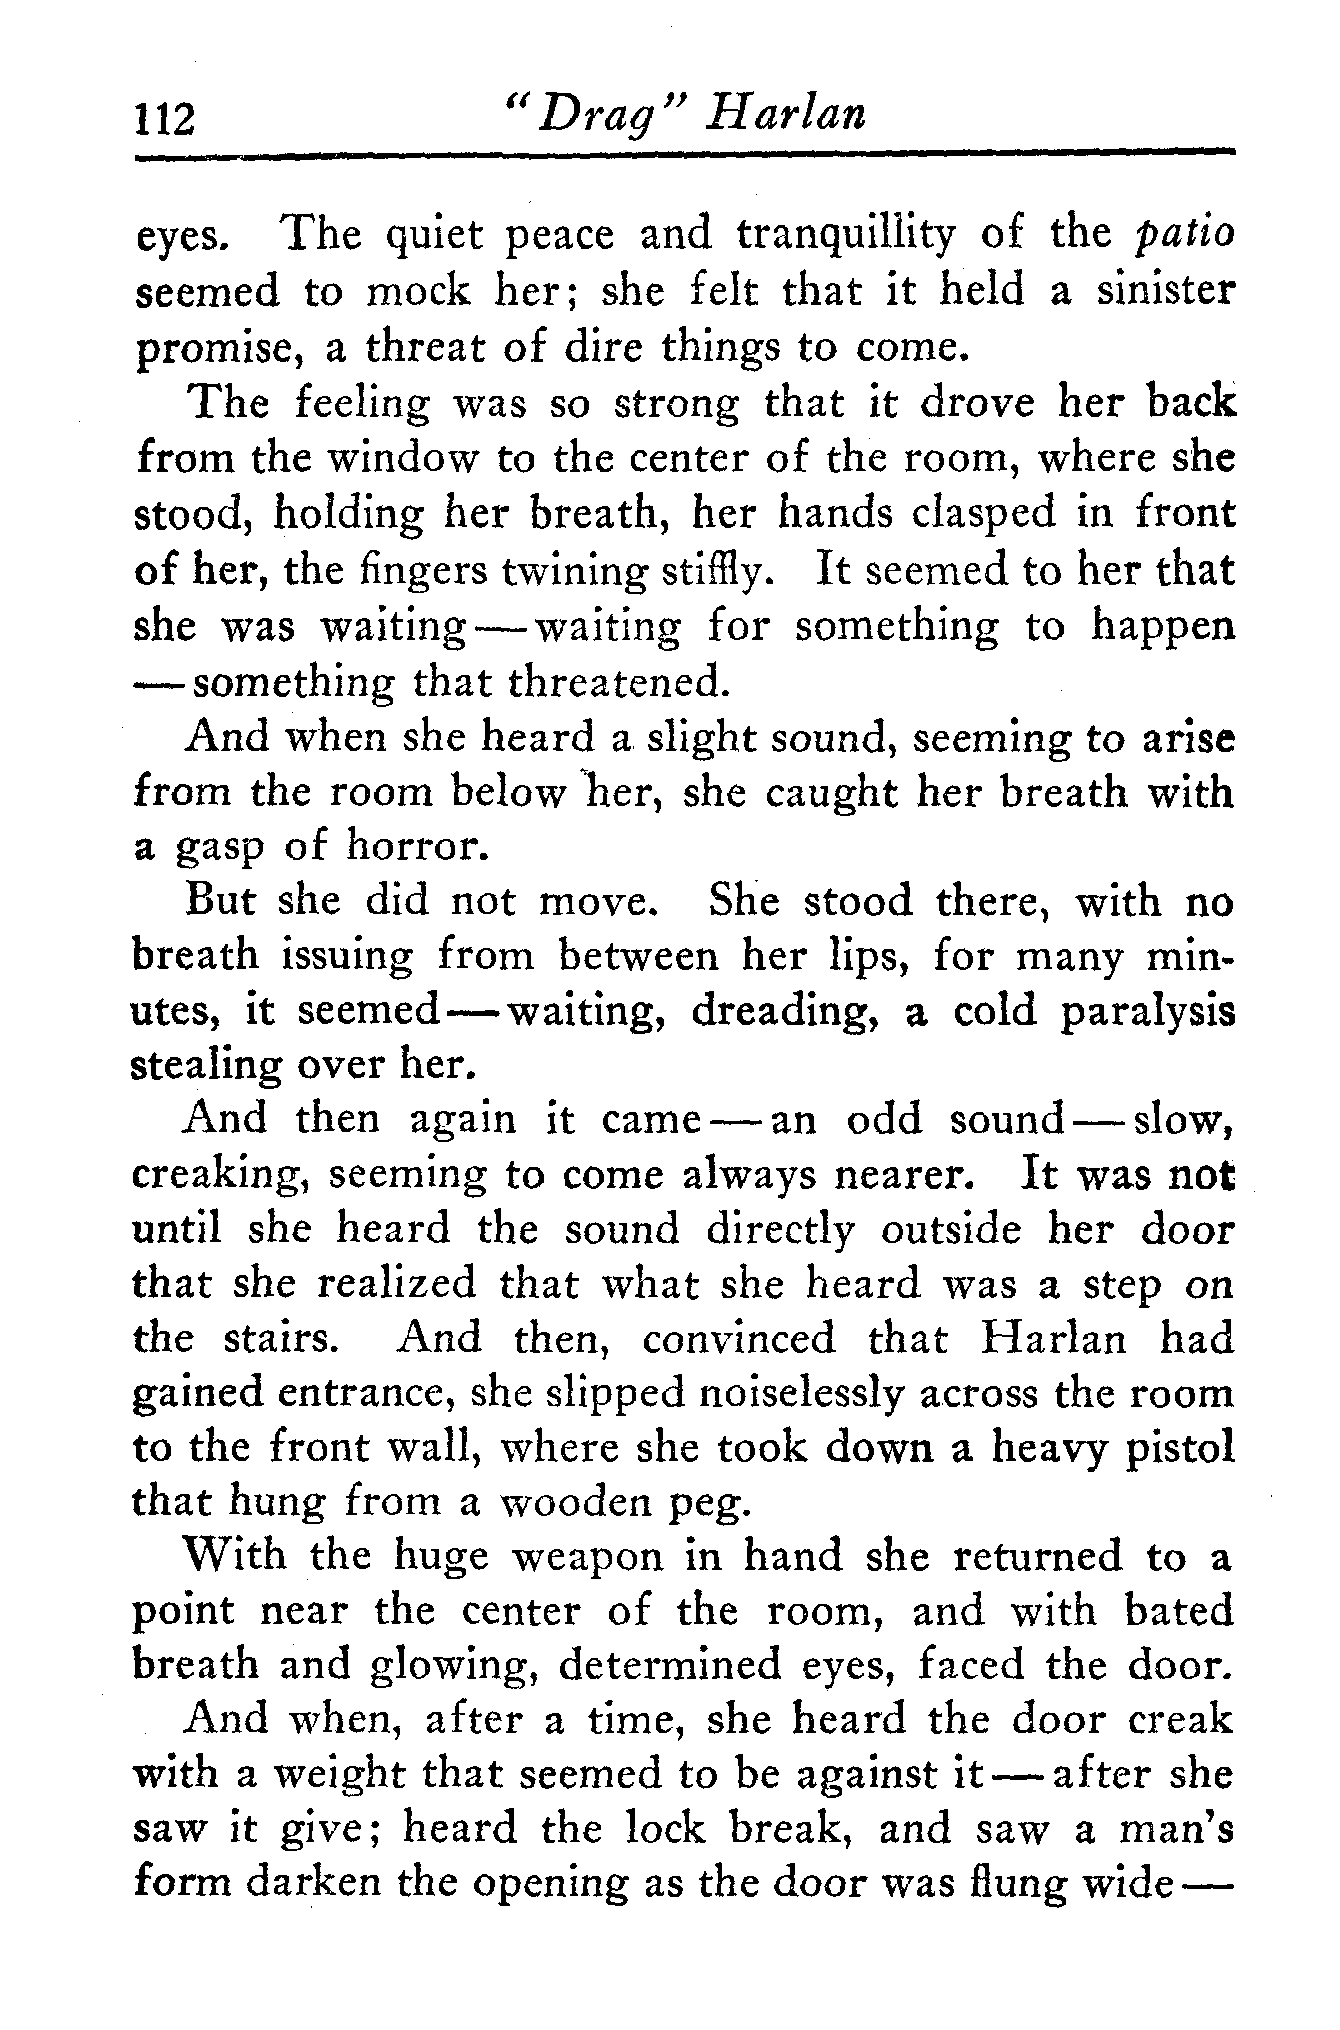 112 "Drag" Harlan
eyes. The quiet peace and tranquillity of the patio
seemed to mock her; she felt that it held a sinister
promise, a threat of dire things to come.
The feeling was so strong that it drove her back
from the window to the center of the room, where she
stood, holding her breath, her hands clasped in front
of her, the fingers twining stiffly. It seemed to her that
she was waiting—waiting for something to happen
—something that threatened.
And when she heard a slight sound, seeming to arise
from the room below her, she caught her breath with
a gasp of horror.
But she did not move. She stood there, with no
breath issuing from between her lips, for many min-
utes, it seemed—waiting, dreading, a cold paralysis
stealing over her.
And then again it came—an odd sound—slow,
creaking, seeming to come always nearer. It was not
until she heard the sound directly outside her door
that she realized that what she heard was a step on
the stairs. And then, convinced that Harlan had
gained entrance, she slipped noiselessly across the room
to the front wall, where she took down a heavy pistol
that hung from a wooden peg.
With the huge weapon in hand she returned to a
point near the center of the room, and with bated
breath and glowing, determined eyes, faced the door.
And when, after a time, she heard the door creak
with a weight that seemed to be against it—after she
saw it give; heard the lock break, and saw a man's
form darken the opening as the door was flung wide—